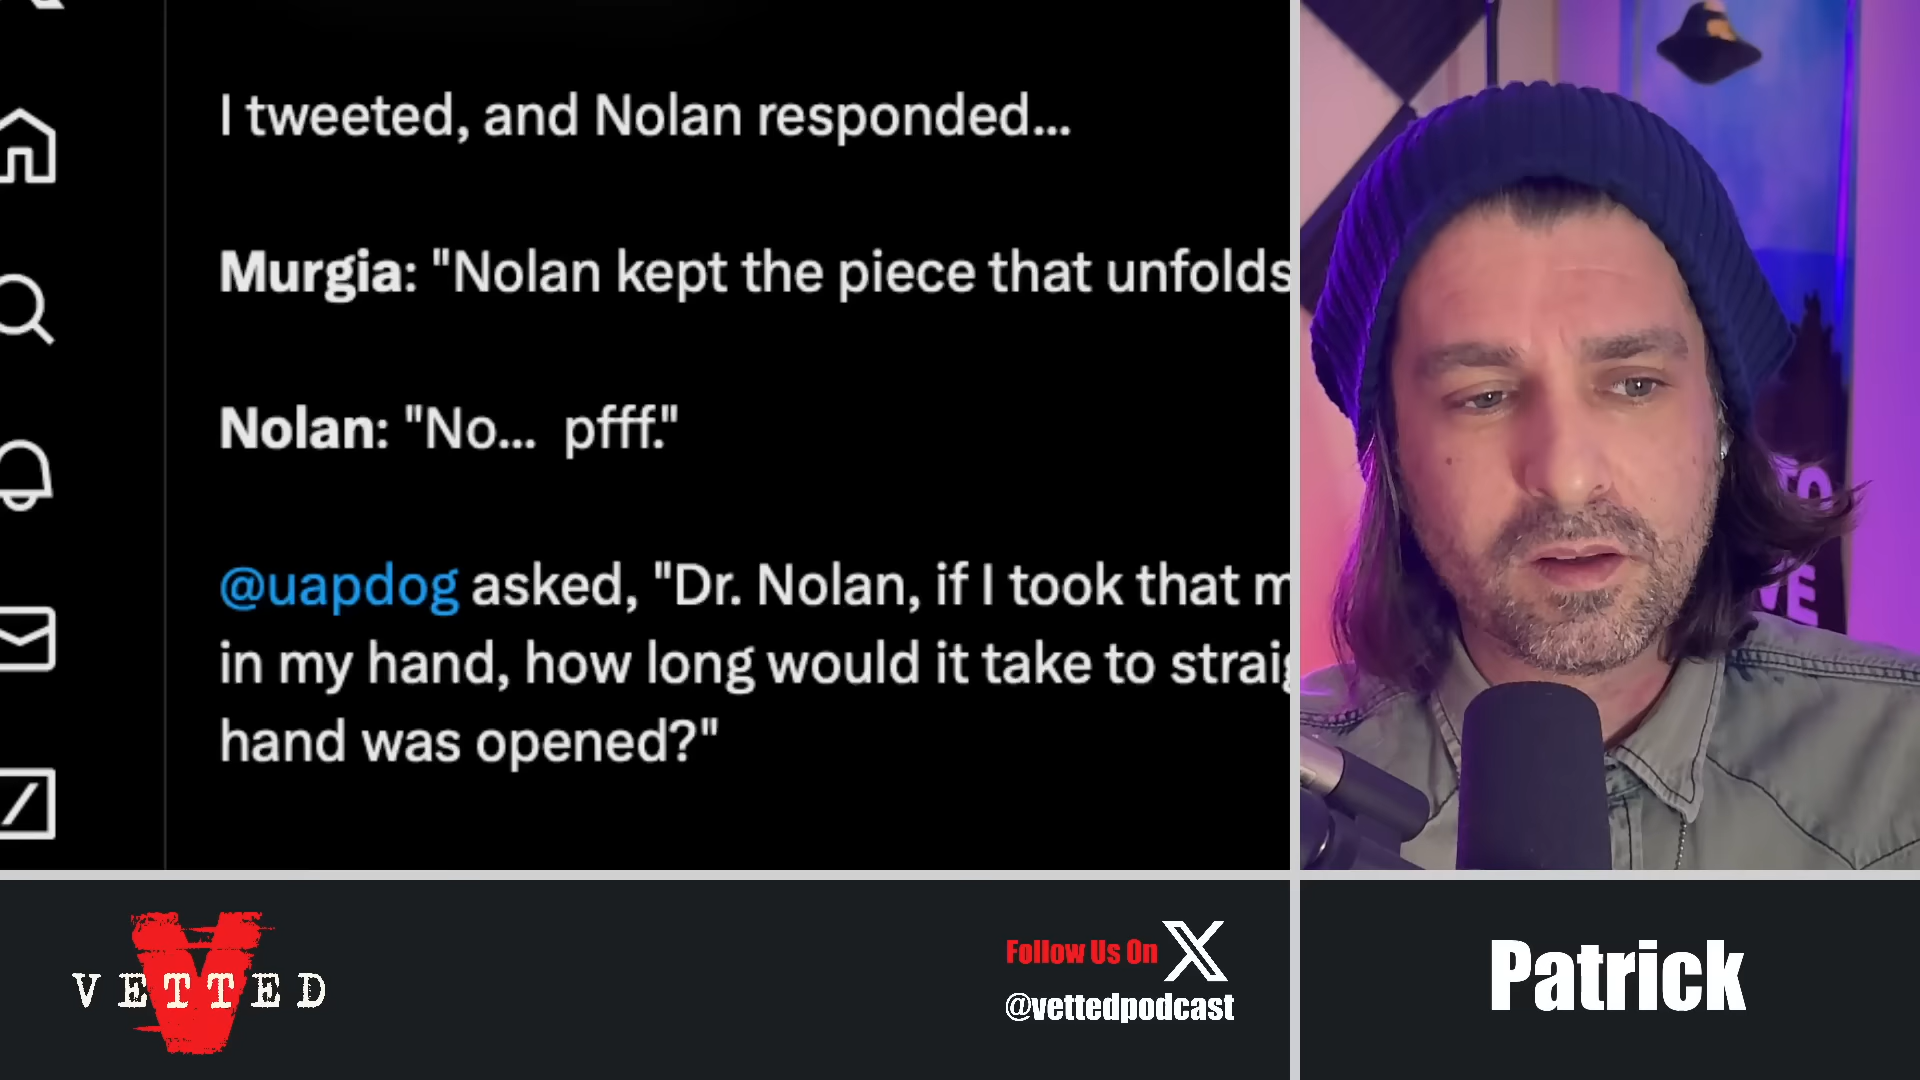 I tweeted, and Nolan responded...
Murgia: "Nolan kept the piece that unfolds
Nolan: "No... pfff."
@uapdog asked, "Dr. Nolan, if I took that m
in my hand, how long would it take to straig
hand was opened?"
TO
VE
VETTED
Follow Us On X
@vettedpodcast
Patrick